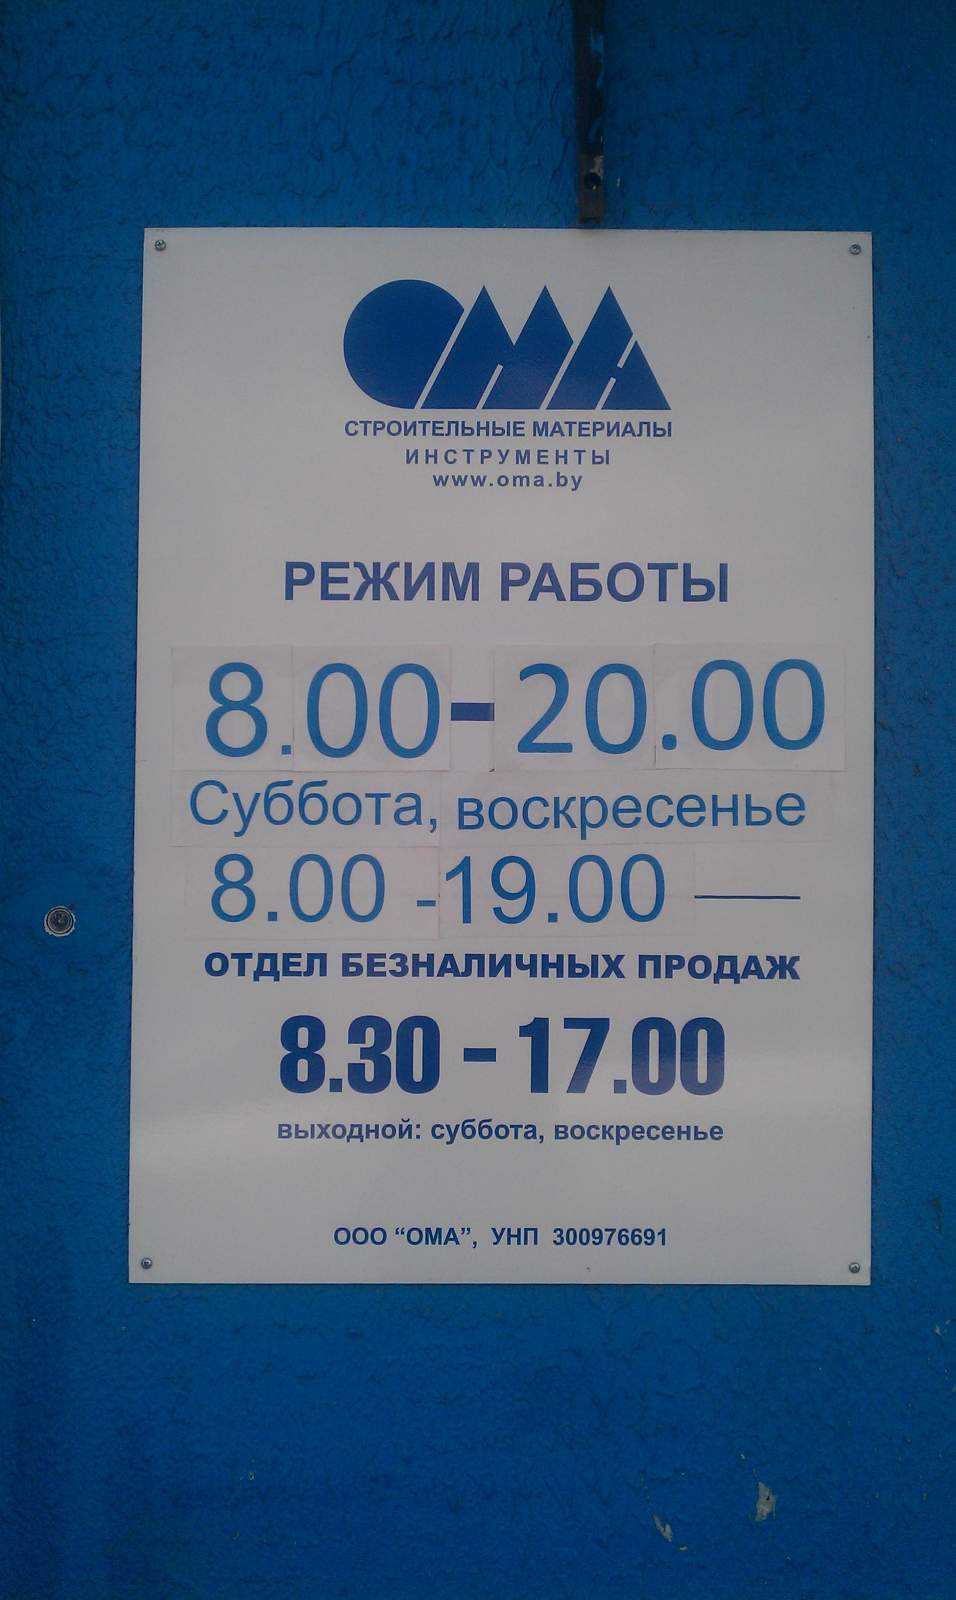 ОМА
СТРОИТЕЛЬНЫЕ МАТЕРИАЛЫ
ИНСТРУМЕНТЫ
www.oma.by
РЕЖИМ РАБОТЫ
8.00-20.00
Суббота, воскресенье
8.00 -19.00
ОТДЕЛ БЕЗНАЛИЧНЫХ ПРОДАЖ
8.30 - 17.00
выходной: суббота, воскресенье
ООО “ОМА”, УНП 300976691